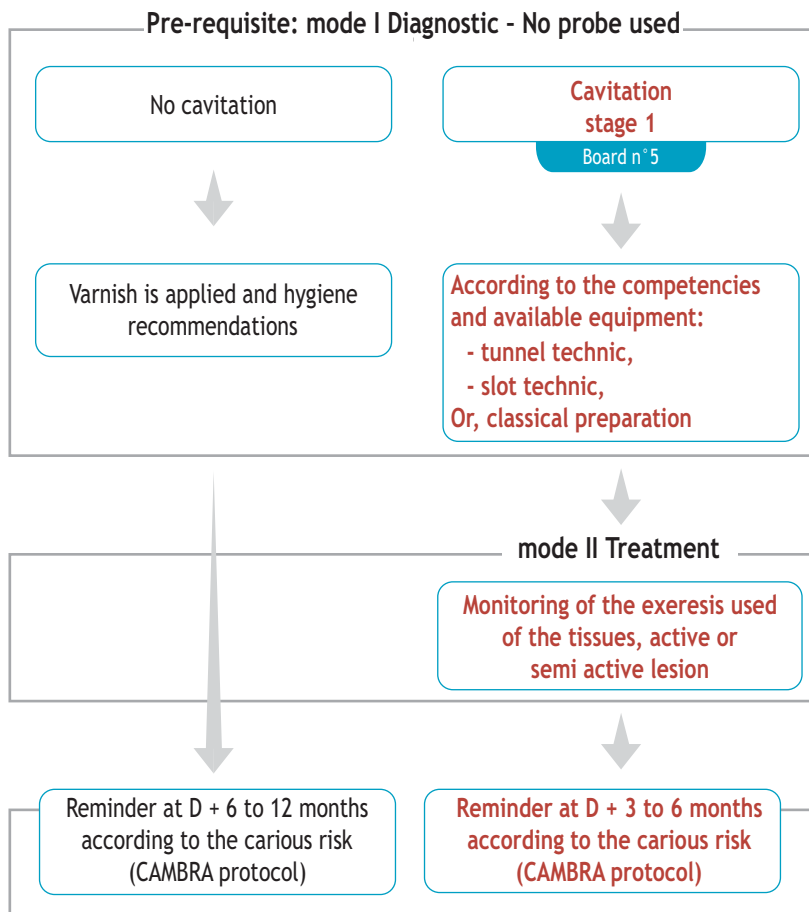 Pre-requisite: mode I Diagnostic - No probe used
No cavitation
Cavitation
stage 1
Board n°5
Varnish is applied and hygiene
recommendations
According to the competencies
and available equipment:
- tunnel technic,
- slot technic,
Or, classical preparation
mode II Treatment
Monitoring of the exeresis used
of the tissues, active or
semi active lesion
Reminder at D + 6 to 12 months
according to the carious risk
(CAMBRA protocol)
Reminder at D + 3 to 6 months
according to the carious risk
(CAMBRA protocol)